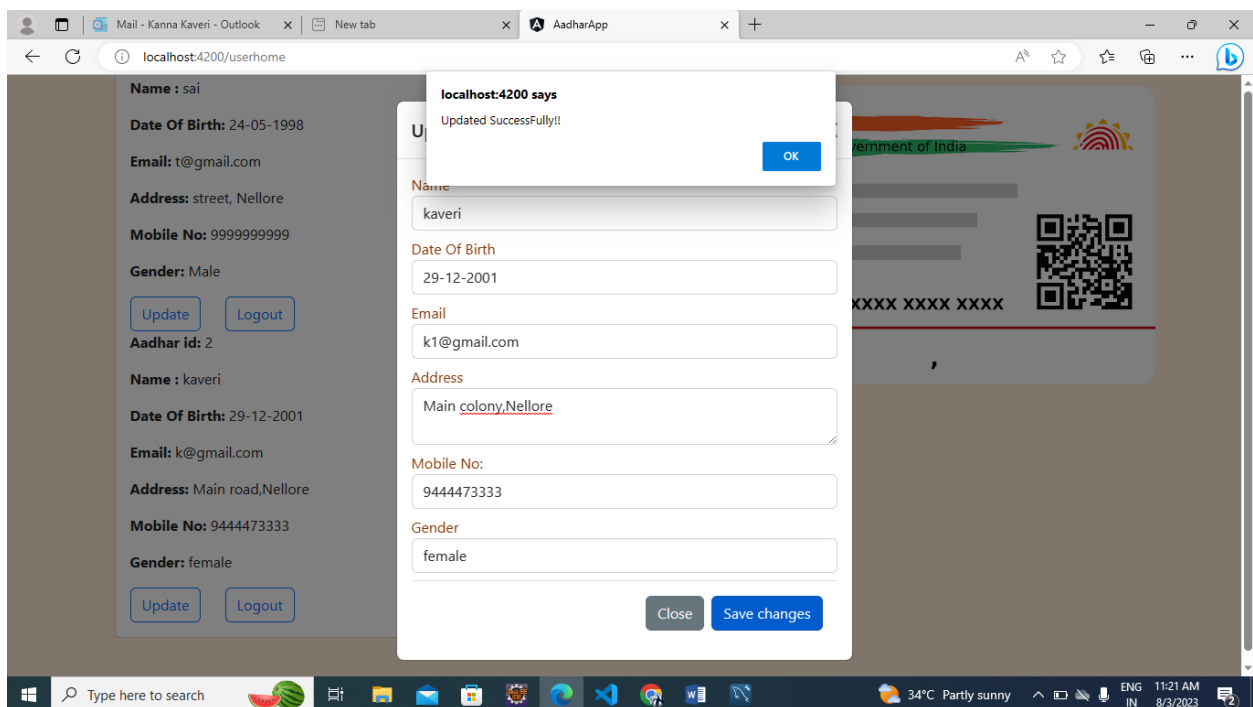 Mail - Kanna Kaveri - Outlook
New tab
AadharApp
localhost:4200/userhome
Name : sai
Date Of Birth: 24-05-1998
Email: t@gmail.com
Address: street, Nellore
Mobile No: 9999999999
Gender: Male
Update Logout
Aadhar id: 2
Name : kaveri
Date Of Birth: 29-12-2001
Email: k@gmail.com
Address: Main road,Nellore
Mobile No: 9444473333
Gender: female
Update Logout
localhost:4200 says
Updated SuccessFully!!
OK
Name
kaveri
Date Of Birth
29-12-2001
Email
k1@gmail.com
Address
Main colony,Nellore
Mobile No:
9444473333
Gender
female
Close Save changes
vernment of India
XXXX XXXX XXXX
,
Type here to search
34°C Partly sunny
ENG
IN
11:21 AM
8/3/2023
2